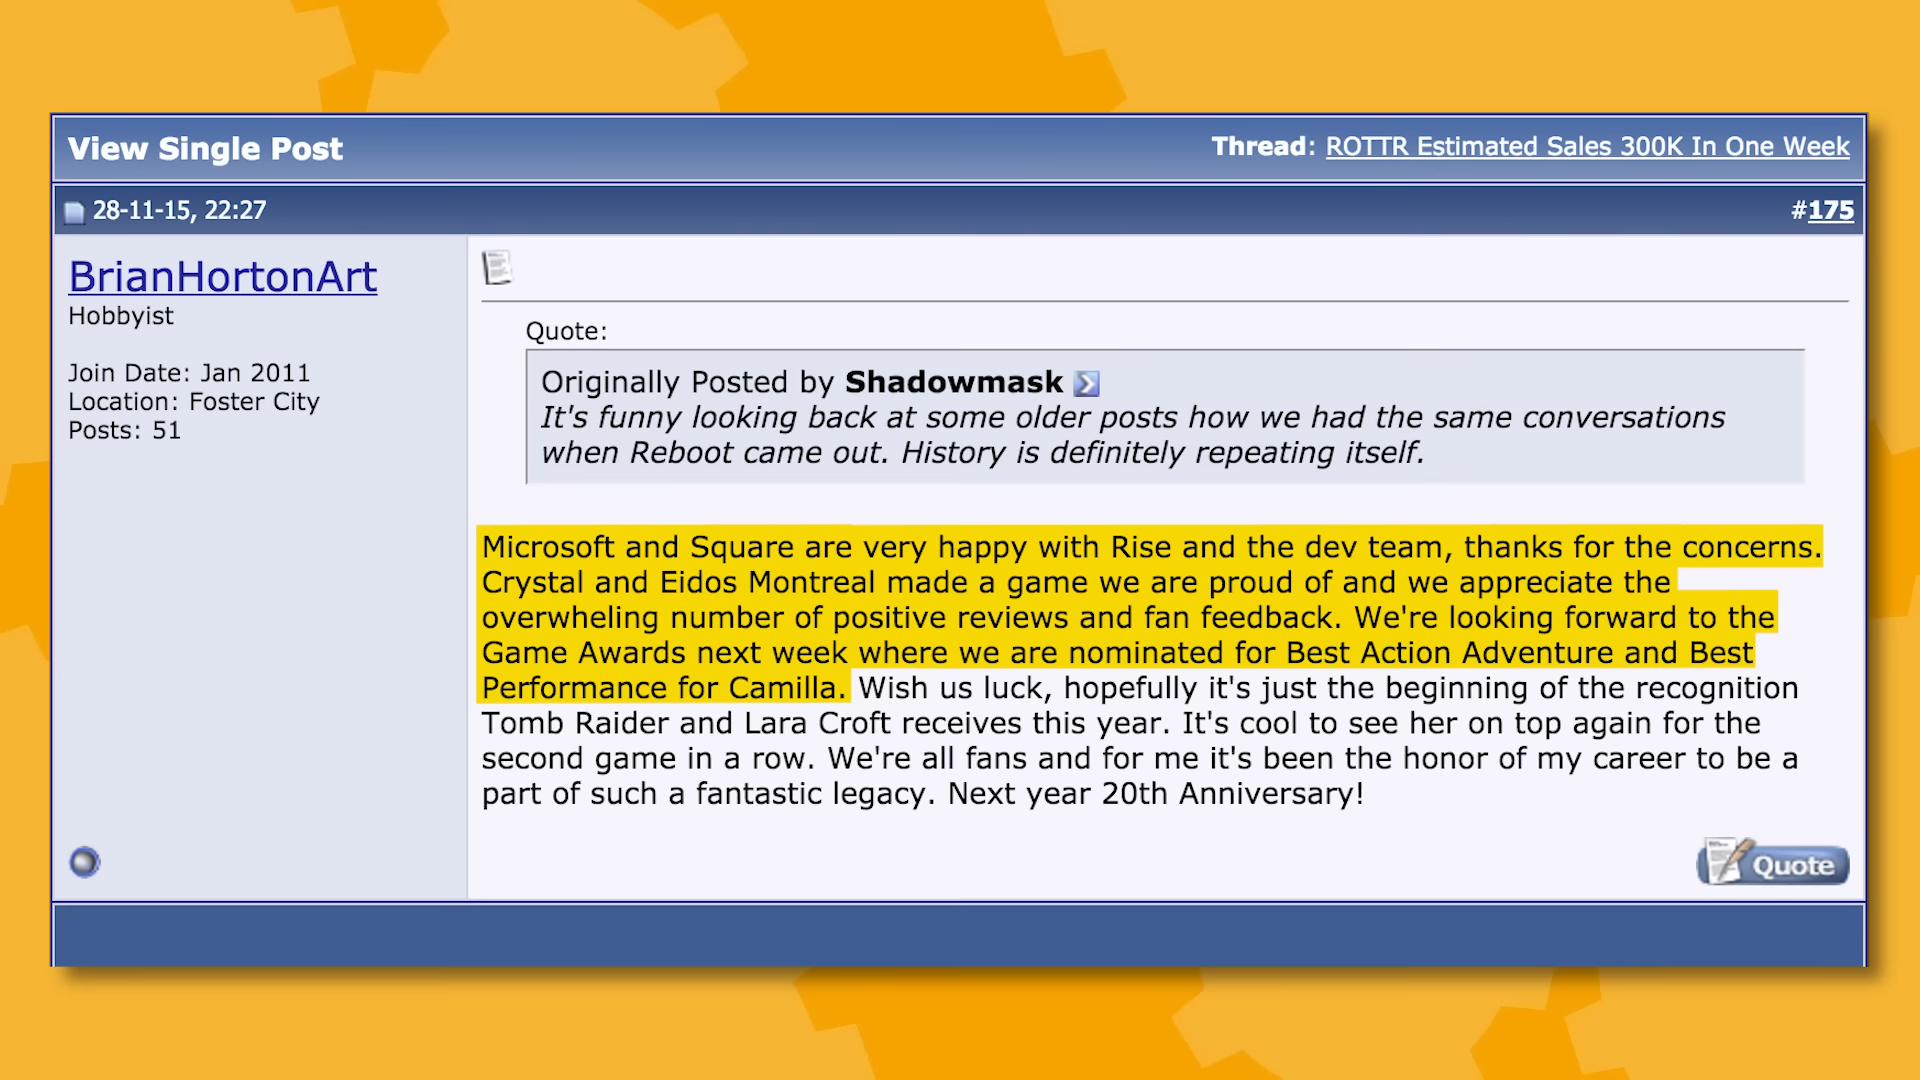 View Single Post
Thread: ROTTR Estimated Sales 300K In One Week
28-11-15, 22:27
#175
BrianHortonArt
Hobbyist
Join Date: Jan 2011
Location: Foster City
Posts: 51
Quote:
Originally Posted by Shadowmask
It's funny looking back at some older posts how we had the same conversations
when Reboot came out. History is definitely repeating itself.
Microsoft and Square are very happy with Rise and the dev team, thanks for the concerns.
Crystal and Eidos Montreal made a game we are proud of and we appreciate the
overwheling number of positive reviews and fan feedback. We're looking forward to the
Game Awards next week where we are nominated for Best Action Adventure and Best
Performance for Camilla. Wish us luck, hopefully it's just the beginning of the recognition
Tomb Raider and Lara Croft receives this year. It's cool to see her on top again for the
second game in a row. We're all fans and for me it's been the honor of my career to be a
part of such a fantastic legacy. Next year 20th Anniversary!
Quote